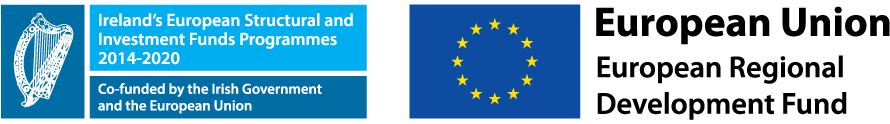 Ireland's European Structural and
Investment Funds Programmes
2014-2020
Co-funded by the Irish Government
and the European Union
European Union
European Regional
Development Fund